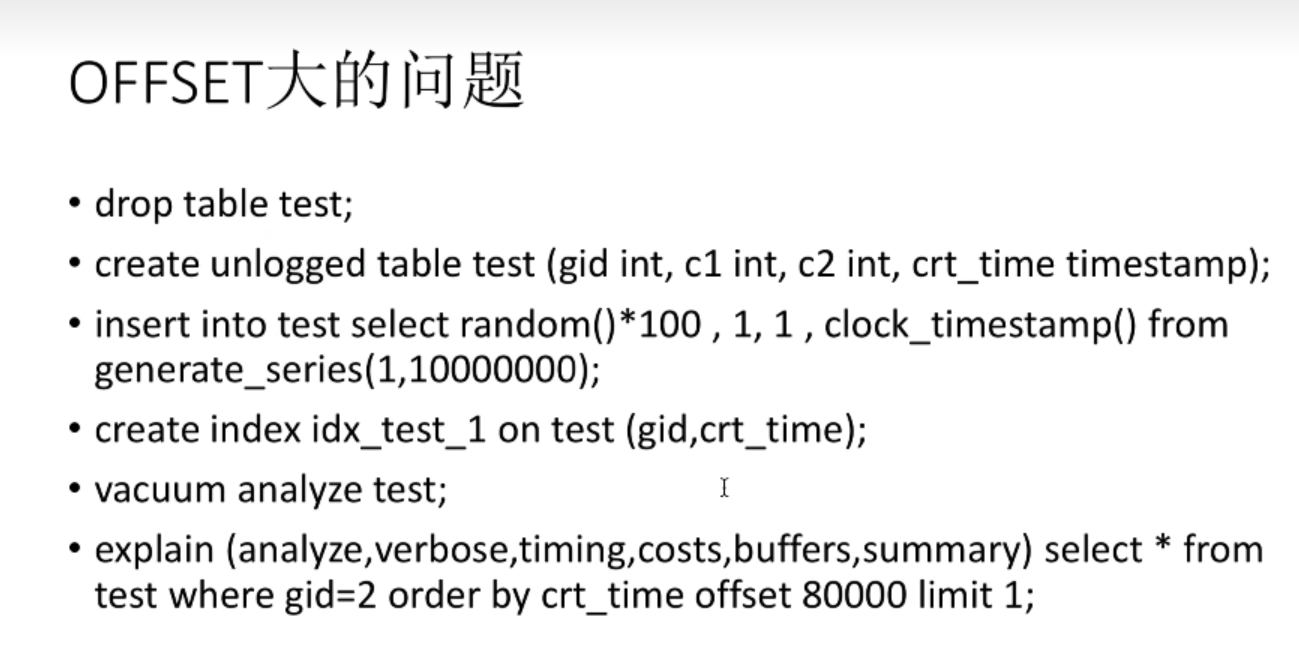 OFFSET大的问题
• drop table test;
• create unlogged table test (gid int, c1 int, c2 int, crt_time timestamp);
• insert into test select random()*100 , 1, 1 , clock_timestamp() from
generate_series(1,10000000);
• create index idx_test_1 on test (gid,crt_time);
• vacuum analyze test;
• explain (analyze,verbose,timing,costs,buffers,summary) select * from
test where gid=2 order by crt_time offset 80000 limit 1;